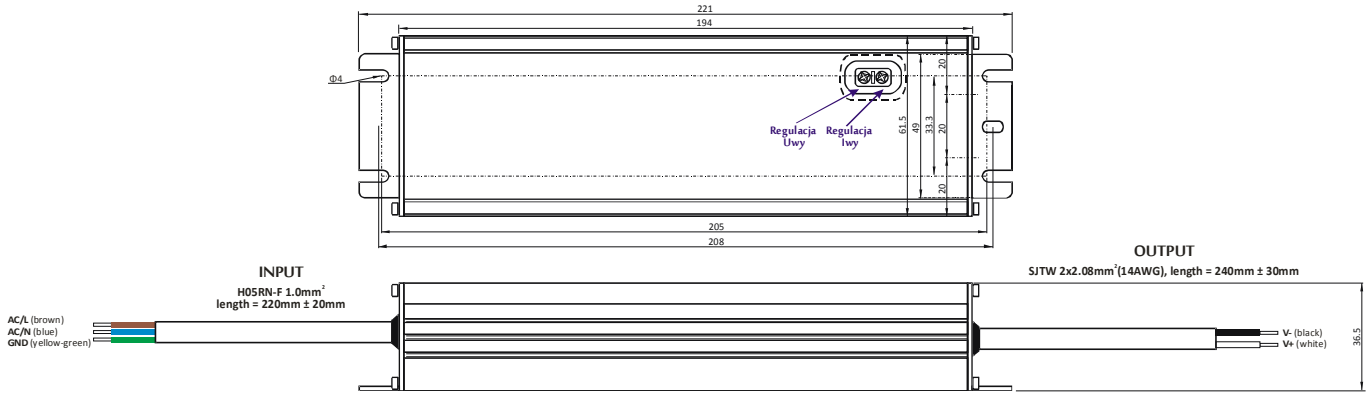 221
194
Φ4
20
61.5
49
33.3
20
20
Regulacja
Uwy
Regulacja
Iwy
205
208
INPUT
H05RN-F 1.0mm²
length = 220mm ± 20mm
OUTPUT
SJTW 2x2.08mm²(14AWG), length = 240mm ± 30mm
AC/L (brown)
AC/N (blue)
GND (yellow-green)
V- (black)
V+ (white)
36.5